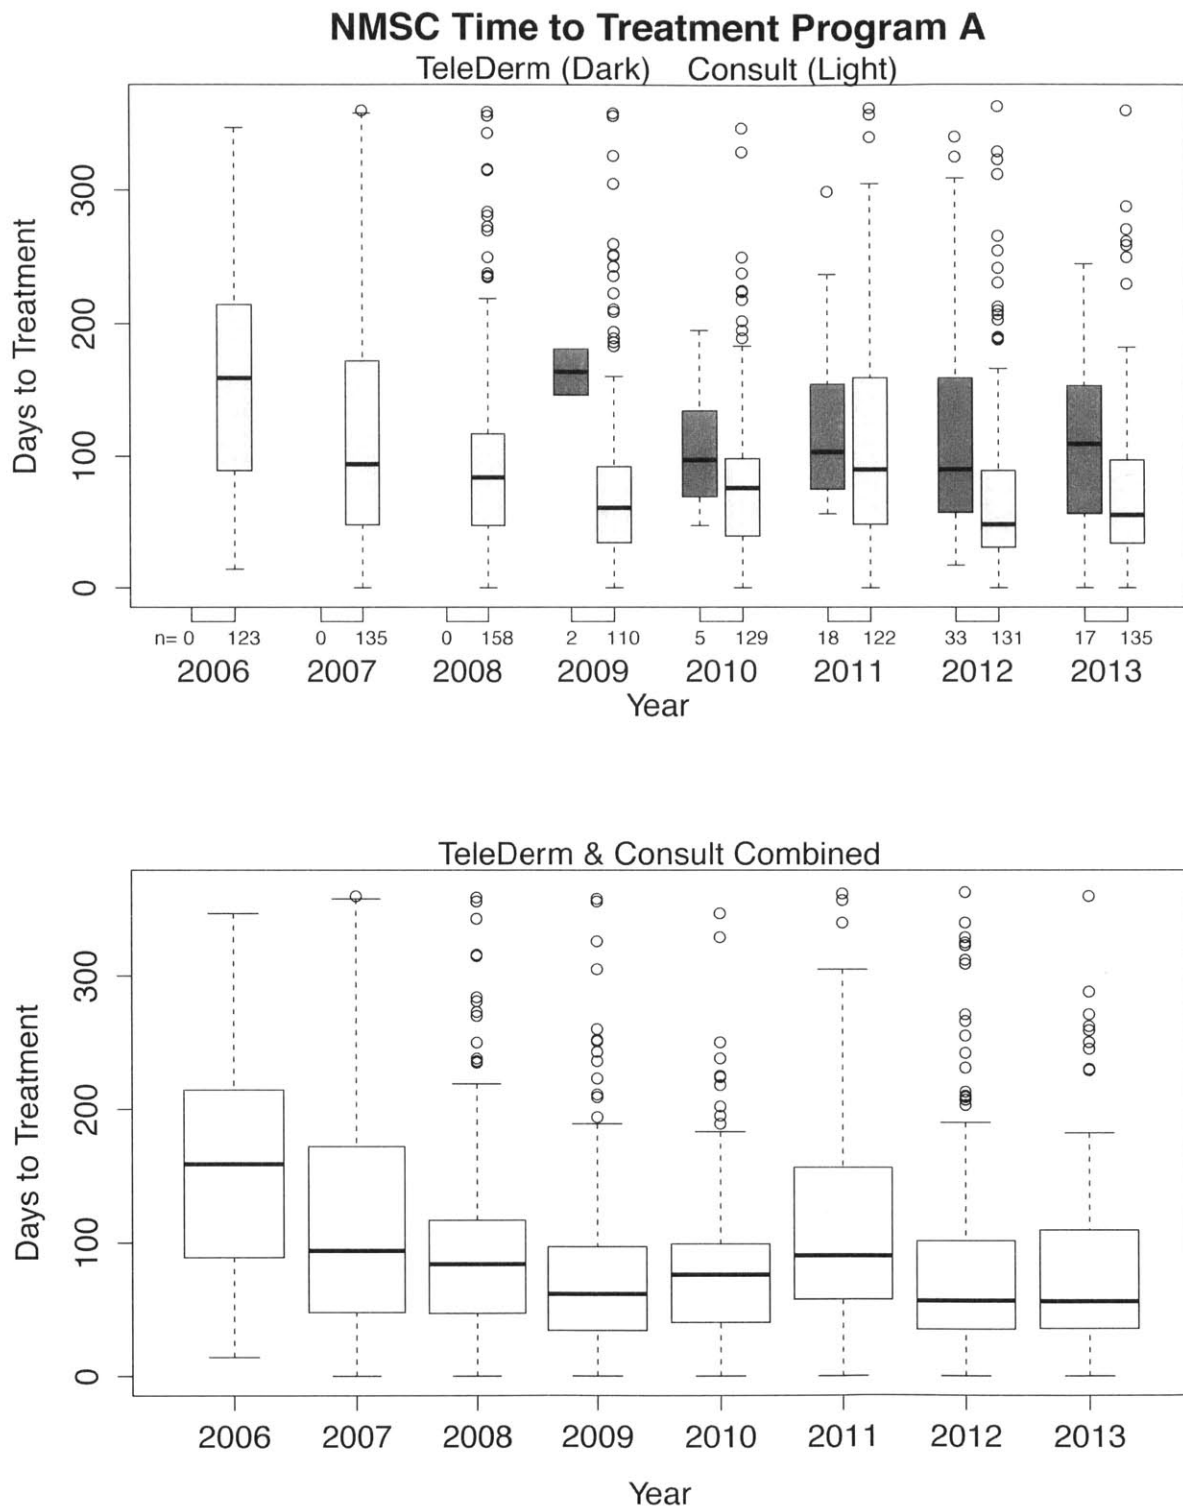 NMSC Time to Treatment Program A
TeleDerm (Dark) Consult (Light)
Days to Treatment
300
200
100
0
n= 0 123 0 135 0 158 2 110 5 129 18 122 33 131 17 135
2006 2007 2008 2009 2010 2011 2012 2013
Year
TeleDerm & Consult Combined
Days to Treatment
300
200
100
0
2006 2007 2008 2009 2010 2011 2012 2013
Year